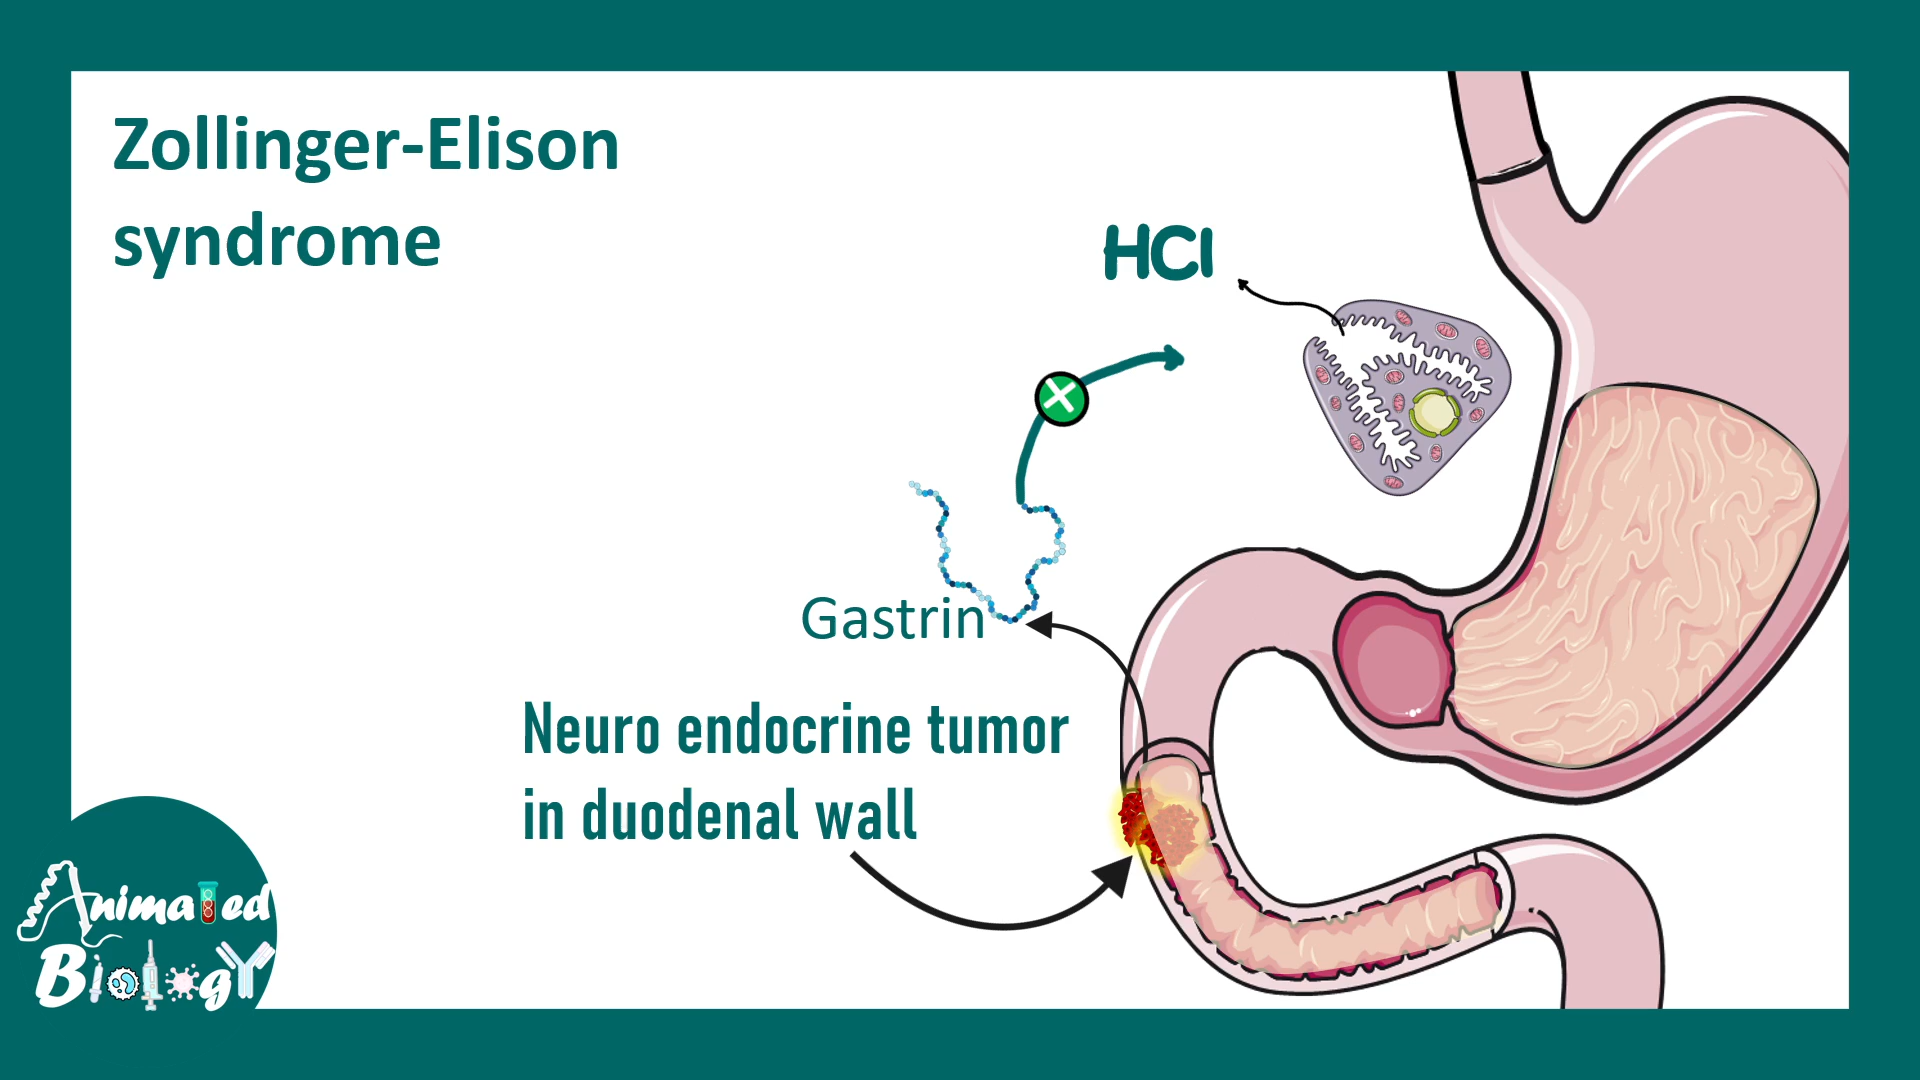 Zollinger-Elison
syndrome
HCl
Gastrin
Neuro endocrine tumor
in duodenal wall
Animated
Biology